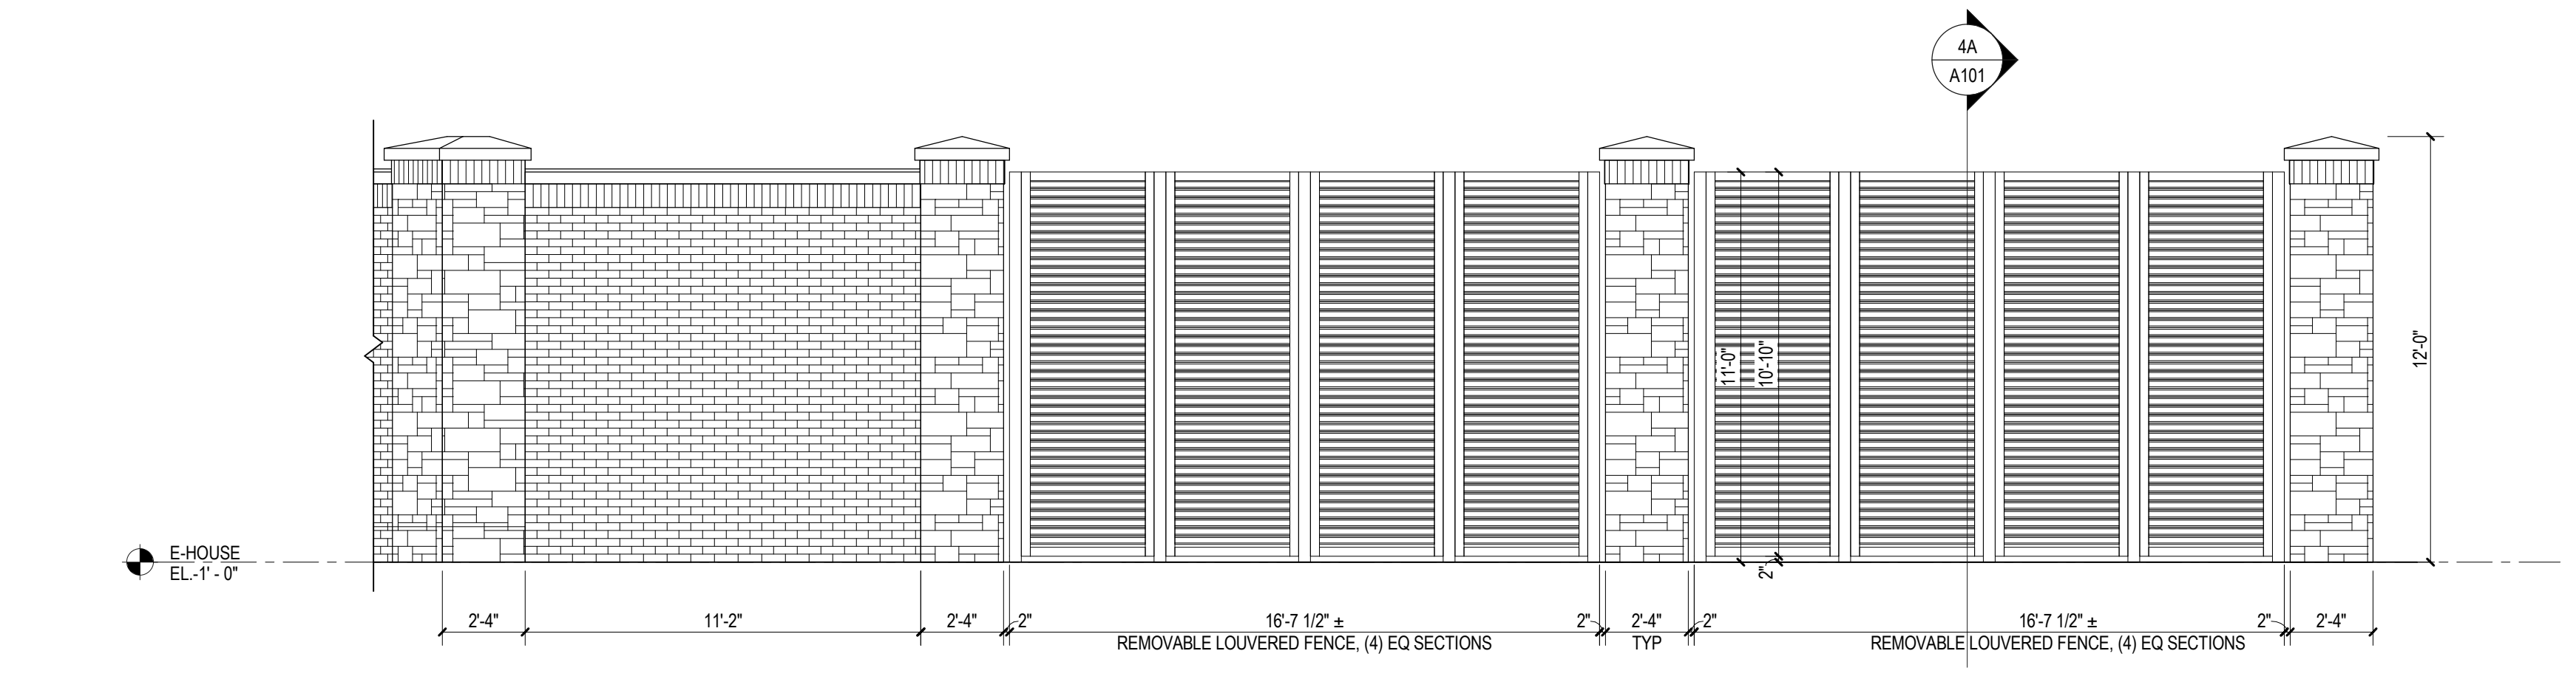 4A
A101
11'-0"
10'-10"
12'-0"
2"
E-HOUSE
EL.-1' - 0"
2'-4"
11'-2"
2'-4"
2"
16'-7 1/2" ±
REMOVABLE LOUVERED FENCE, (4) EQ SECTIONS
2"
2'-4"
TYP
2"
16'-7 1/2" ±
REMOVABLE LOUVERED FENCE, (4) EQ SECTIONS
2"
2'-4"